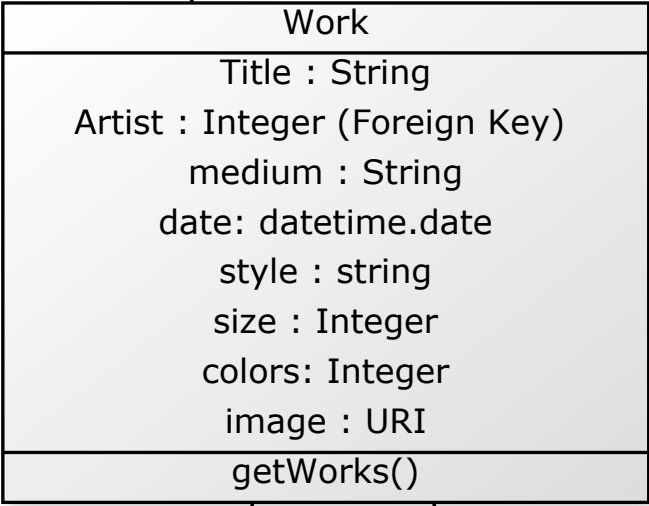 Work
Title : String
Artist : Integer (Foreign Key)
medium : String
date: datetime.date
style : string
size : Integer
colors: Integer
image : URI
getWorks()